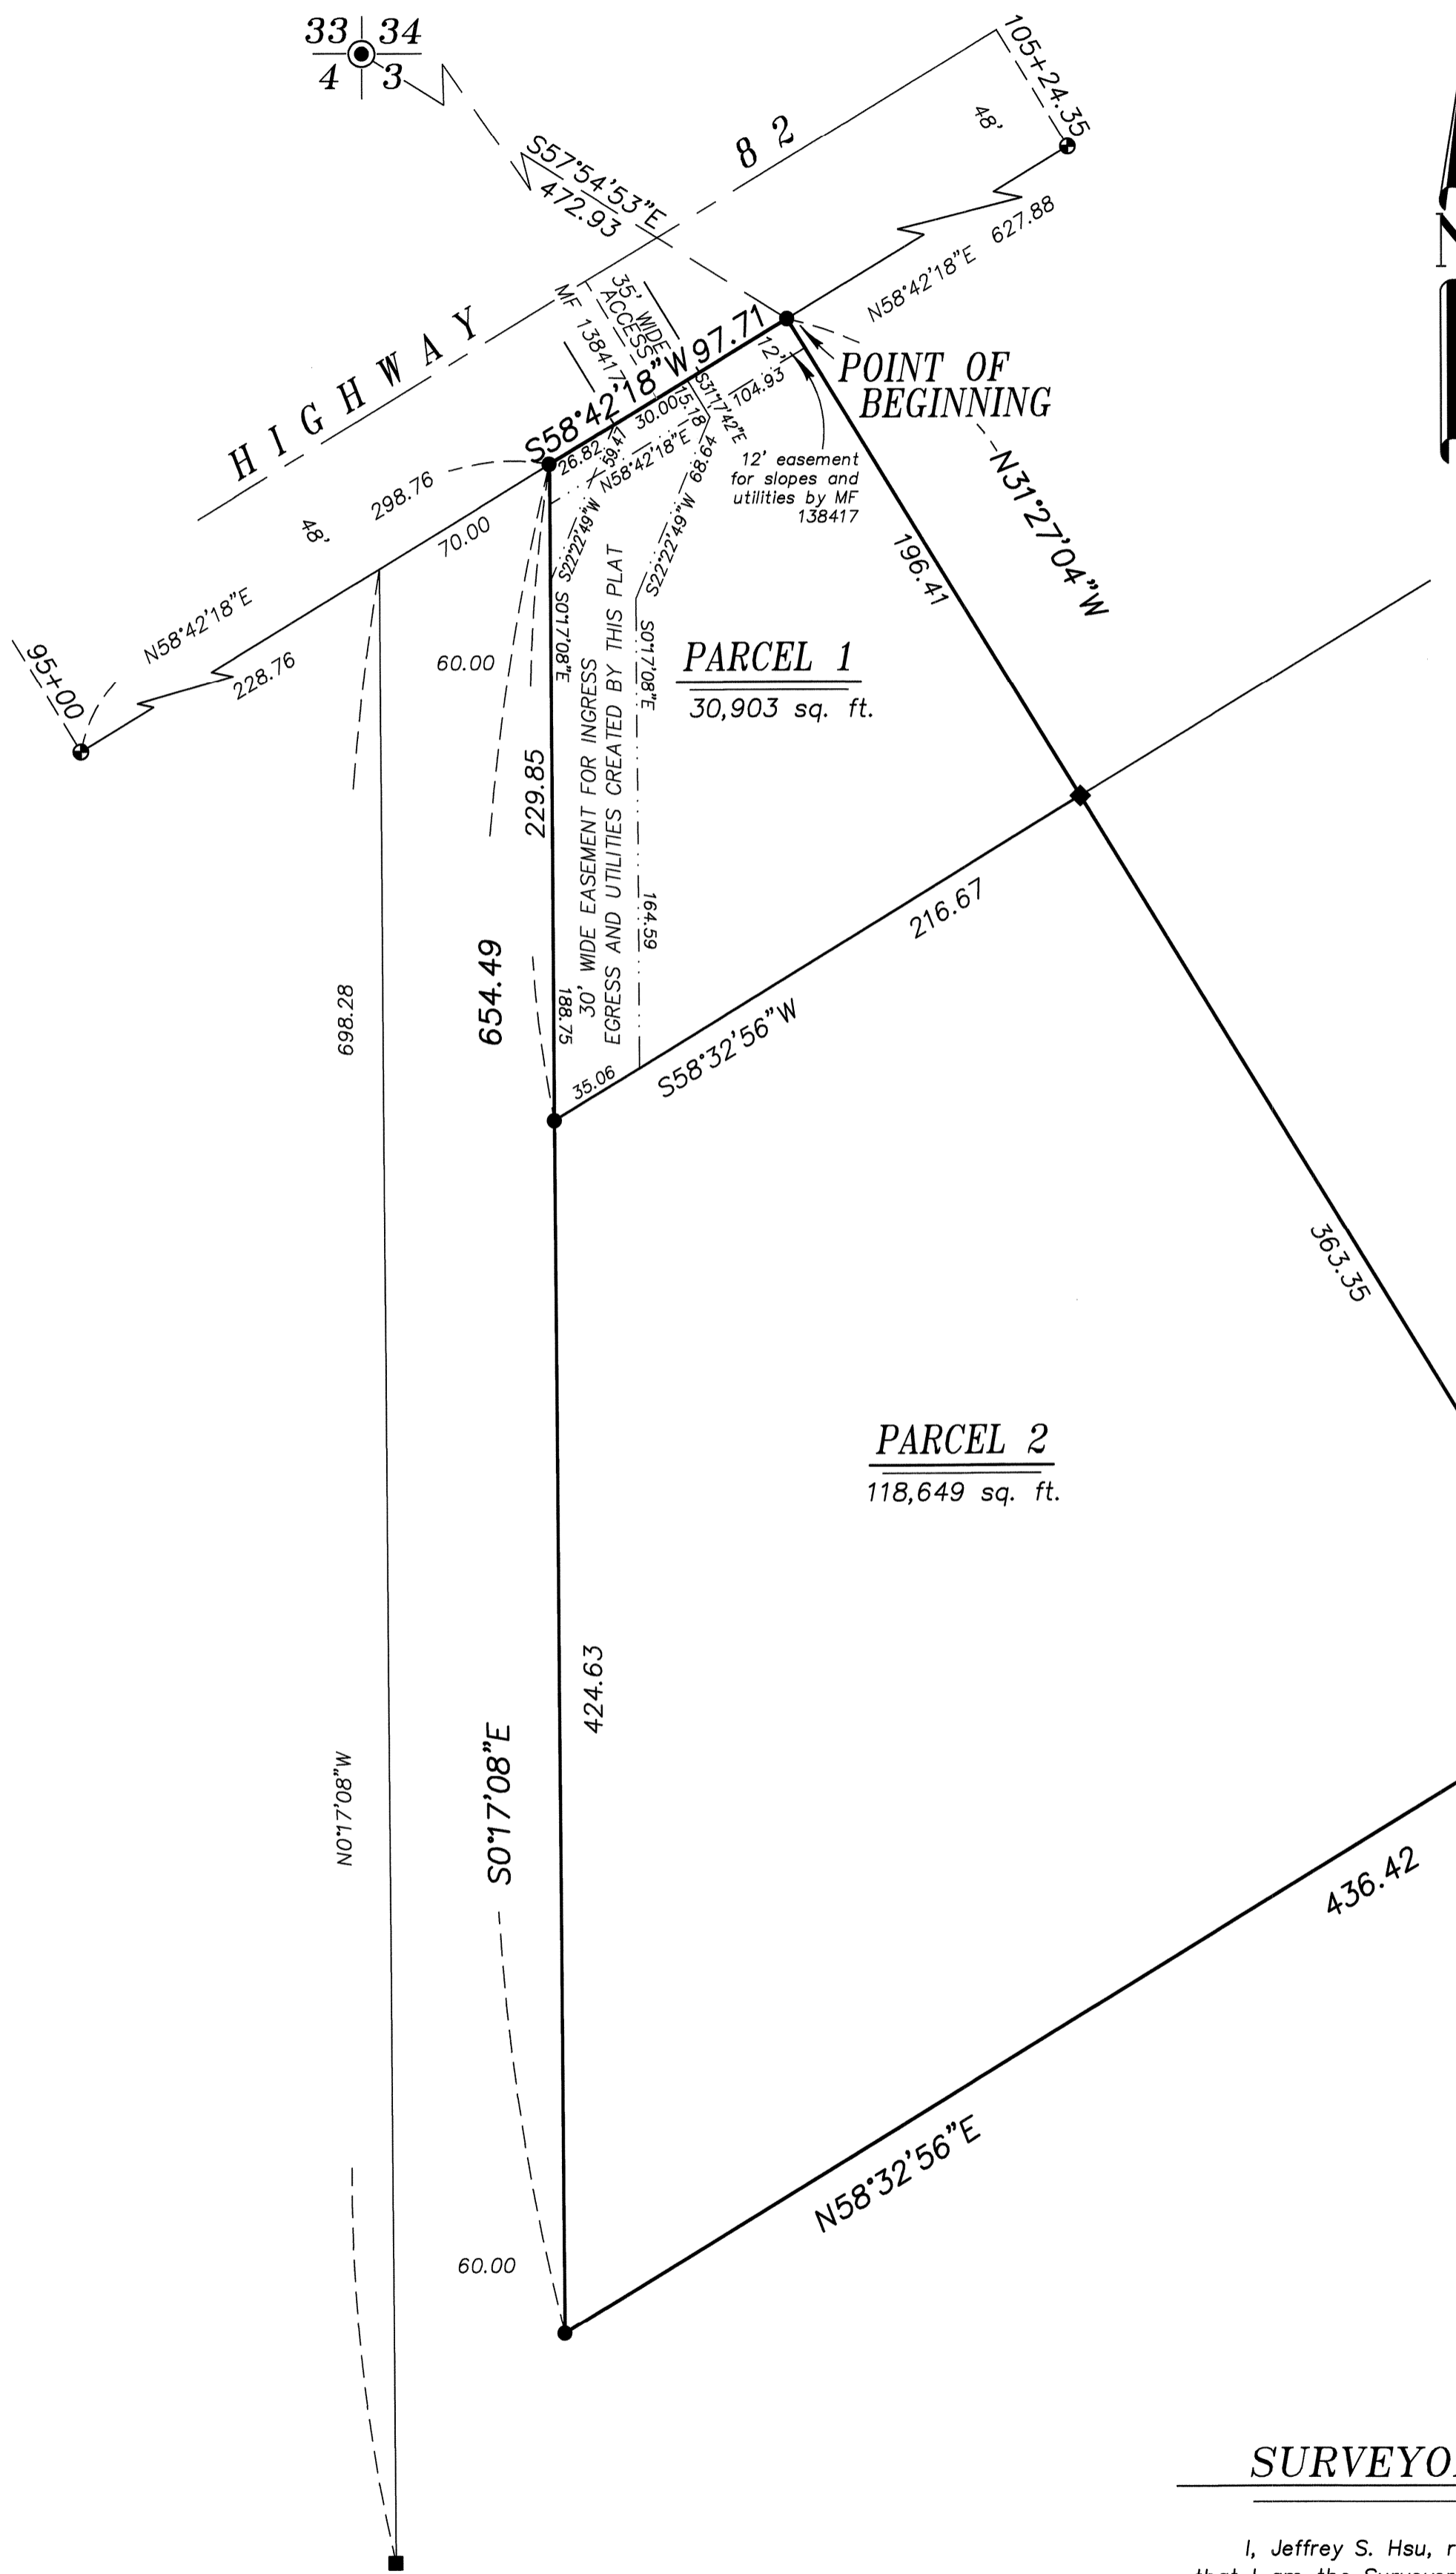 33 34
4 3
105+24.35
48'
8 2
S57°54'53"E
472.93
627.88
N58°42'18"E
HIGHWAY
35' WIDE
ACCESS
MF 138417
S58°42'18"W 97.71
12'
POINT OF
BEGINNING
S31°17'42"E
104.93
15.18
30.00
26.82
59.47
N58°42'18"E
S22°22'49"W
S22°22'49"W 68.64
12' easement
for slopes and
utilities by MF
138417
N31°27'04"W
196.41
298.76
48'
70.00
N58°42'18"E
228.76
95+00
60.00
S0°17'08"E
S0°17'08"E
PARCEL 1
30,903 sq. ft.
30' WIDE EASEMENT FOR INGRESS
EGRESS AND UTILITIES CREATED BY THIS PLAT
229.85
164.59
188.75
654.49
698.28
216.67
S58°32'56"W
35.06
363.35
PARCEL 2
118,649 sq. ft.
424.63
S0°17'08"E
N0°17'08"W
436.42
N58°32'56"E
60.00
SURVEYO
I, Jeffrey S. Hsu, r
that I am the Surveyor